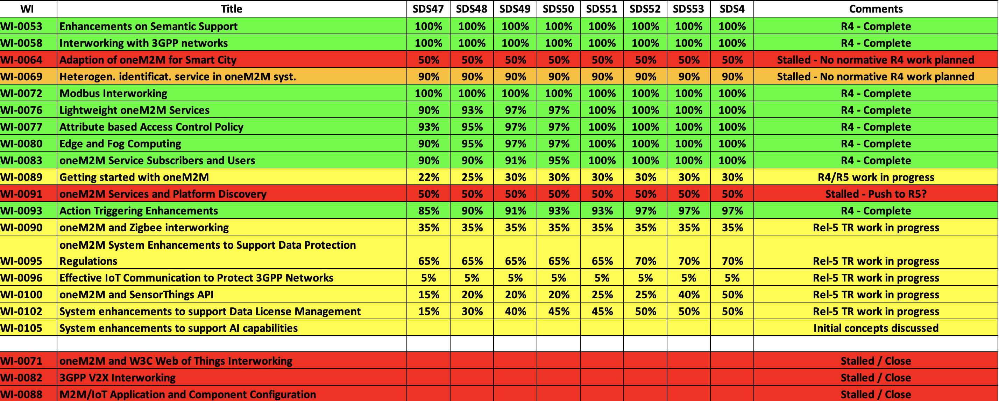 WI Title SDS47 SDS48 SDS49 SDS50 SDS51 SDS52 SDS53 SDS4 Comments
WI-0053 Enhancements on Semantic Support 100% 100% 100% 100% 100% 100% 100% 100% R4 - Complete
WI-0058 Interworking with 3GPP networks 100% 100% 100% 100% 100% 100% 100% 100% R4 - Complete
WI-0064 Adaption of oneM2M for Smart City 50% 50% 50% 50% 50% 50% 50% 50% Stalled - No normative R4 work planned
WI-0069 Heterogen. identificat. service in oneM2M syst. 90% 90% 90% 90% 90% 90% 90% 90% Stalled - No normative R4 work planned
WI-0072 Modbus Interworking 100% 100% 100% 100% 100% 100% 100% 100% R4 - Complete
WI-0076 Lightweight oneM2M Services 90% 93% 97% 97% 100% 100% 100% 100% R4 - Complete
WI-0077 Attribute based Access Control Policy 93% 95% 97% 97% 100% 100% 100% 100% R4 - Complete
WI-0080 Edge and Fog Computing 90% 95% 97% 97% 100% 100% 100% 100% R4 - Complete
WI-0083 oneM2M Service Subscribers and Users 90% 90% 91% 95% 100% 100% 100% 100% R4 - Complete
WI-0089 Getting started with oneM2M 22% 25% 30% 30% 30% 30% 30% 30% R4/R5 work in progress
WI-0091 oneM2M Services and Platform Discovery 50% 50% 50% 50% 50% 50% 50% 50% Stalled - Push to R5?
WI-0093 Action Triggering Enhancements 85% 90% 91% 93% 93% 97% 97% 97% R4 - Complete
WI-0090 oneM2M and Zigbee interworking 35% 35% 35% 35% 35% 35% 35% 35% Rel-5 TR work in progress
oneM2M System Enhancements to Support Data Protection
WI-0095 Regulations 65% 65% 65% 65% 65% 70% 70% 70% Rel-5 TR work in progress
WI-0096 Effective IoT Communication to Protect 3GPP Networks 5% 5% 5% 5% 5% 5% 5% 5% Rel-5 TR work in progress
WI-0100 oneM2M and SensorThings API 15% 20% 20% 20% 25% 25% 40% 50% Rel-5 TR work in progress
WI-0102 System enhancements to support Data License Management 15% 30% 40% 45% 45% 50% 50% 50% Rel-5 TR work in progress
WI-0105 System enhancements to support AI capabilities Initial concepts discussed
WI-0071 oneM2M and W3C Web of Things Interworking Stalled / Close
WI-0082 3GPP V2X Interworking Stalled / Close
WI-0088 M2M/IoT Application and Component Configuration Stalled / Close